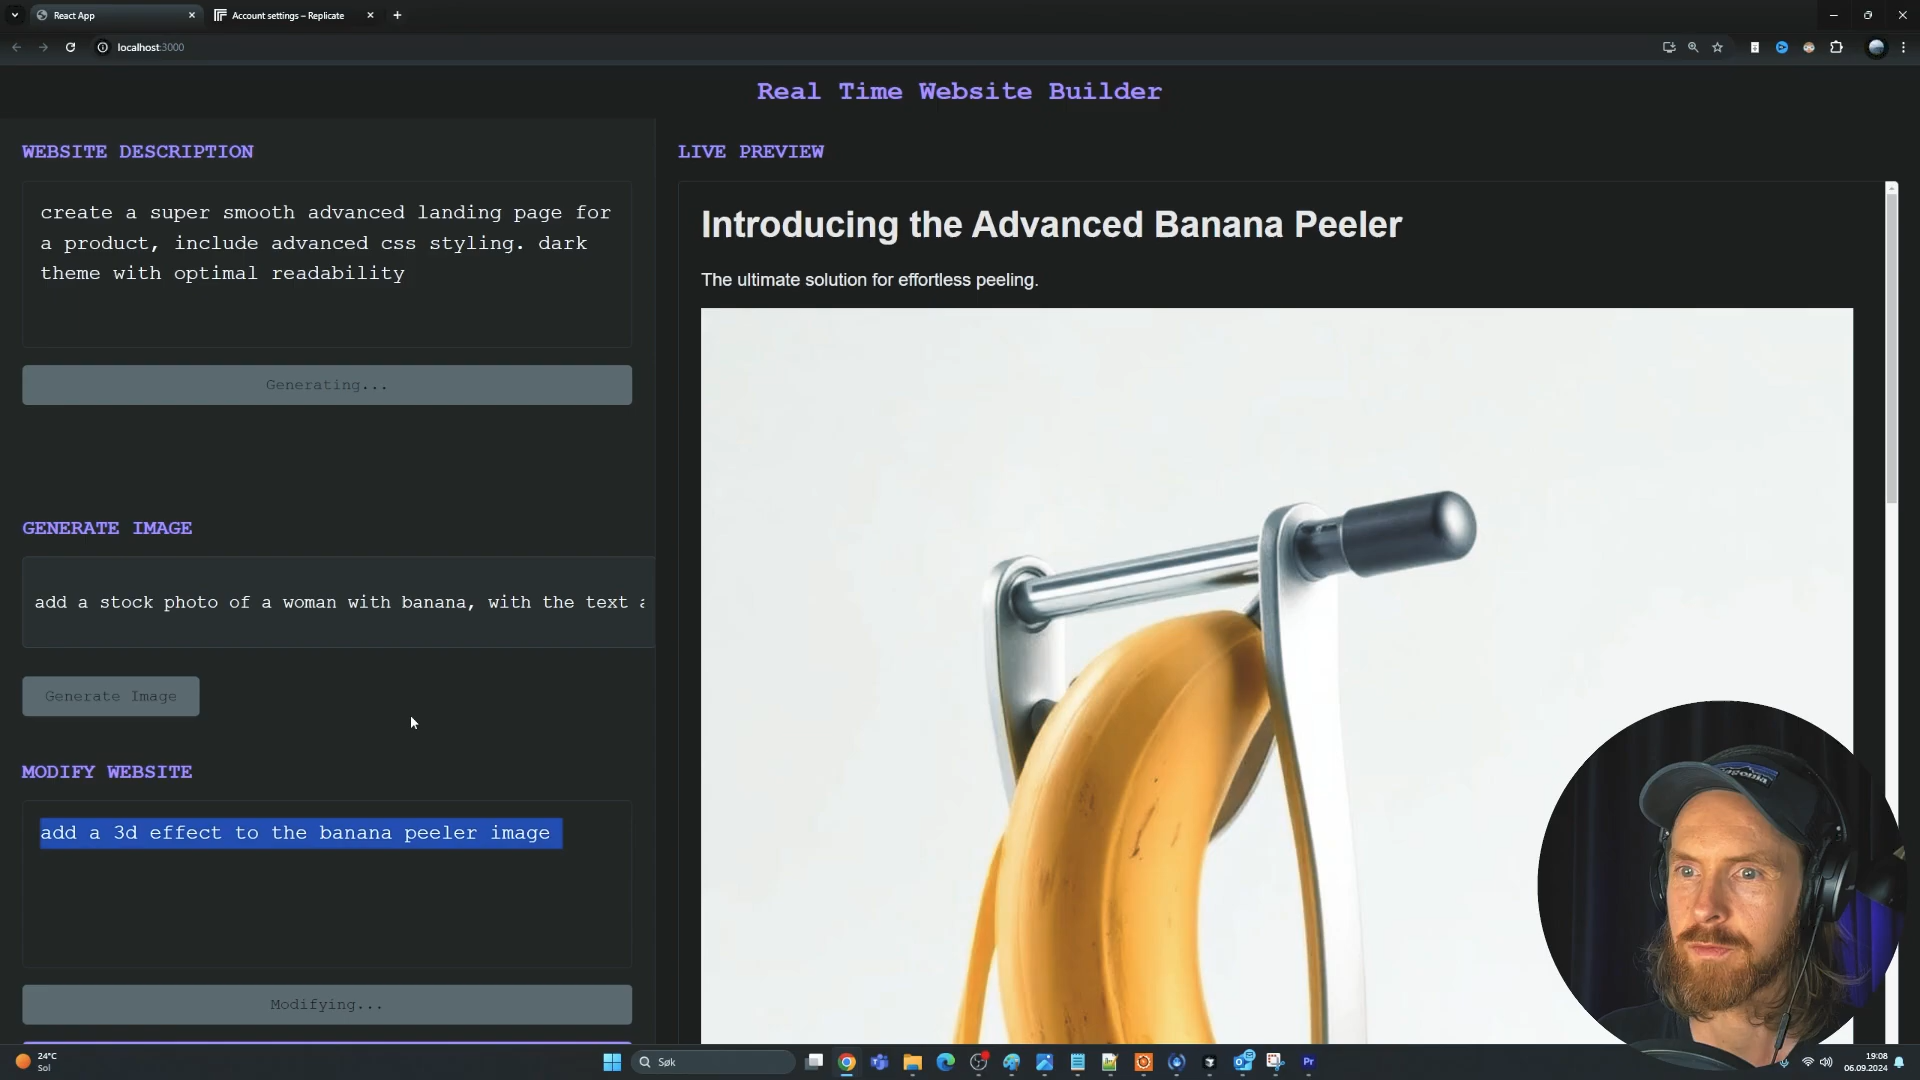 React App
Account settings – Replicate
localhost:3000
Real Time Website Builder
WEBSITE DESCRIPTION
create a super smooth advanced landing page for
a product, include advanced css styling. dark
theme with optimal readability
Generating...
GENERATE IMAGE
add a stock photo of a woman with banana, with the text a
Generate Image
MODIFY WEBSITE
add a 3d effect to the banana peeler image
Modifying...
LIVE PREVIEW
Introducing the Advanced Banana Peeler
The ultimate solution for effortless peeling.
patagonia
24°C
Sol
Søk
Pr
19:08
06.09.2024